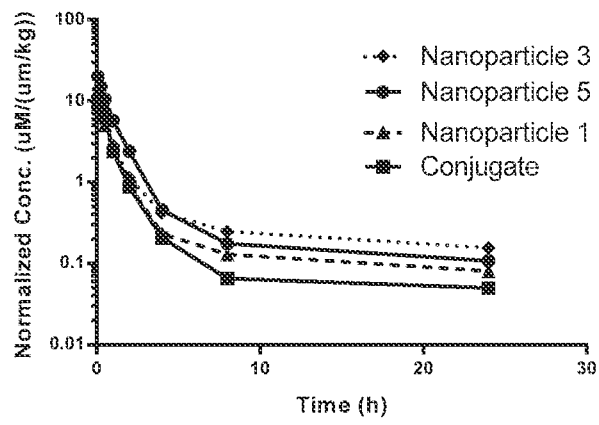 Normalized Conc. (uM/(um/kg))
100
10
1
0.1
0.01
Nanoparticle 3
Nanoparticle 5
Nanoparticle 1
Conjugate
0 10 20 30
Time (h)